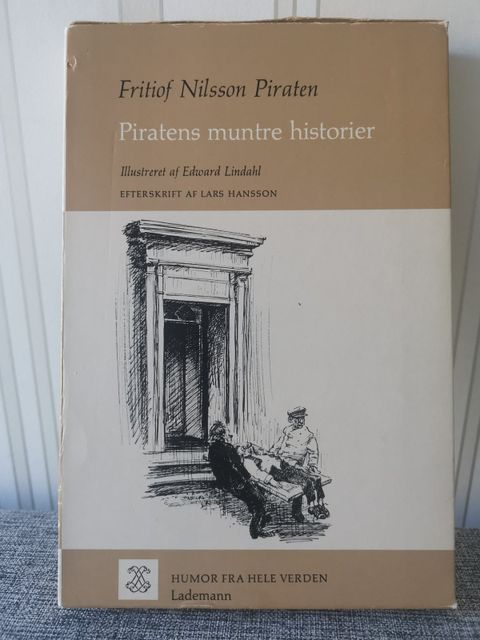 Fritiof Nilsson Piraten
Piratens muntre historier
Illustreret af Edward Lindahl
EFTERSKRIFT AF LARS HANSSON
HUMOR FRA HELE VERDEN
Lademann